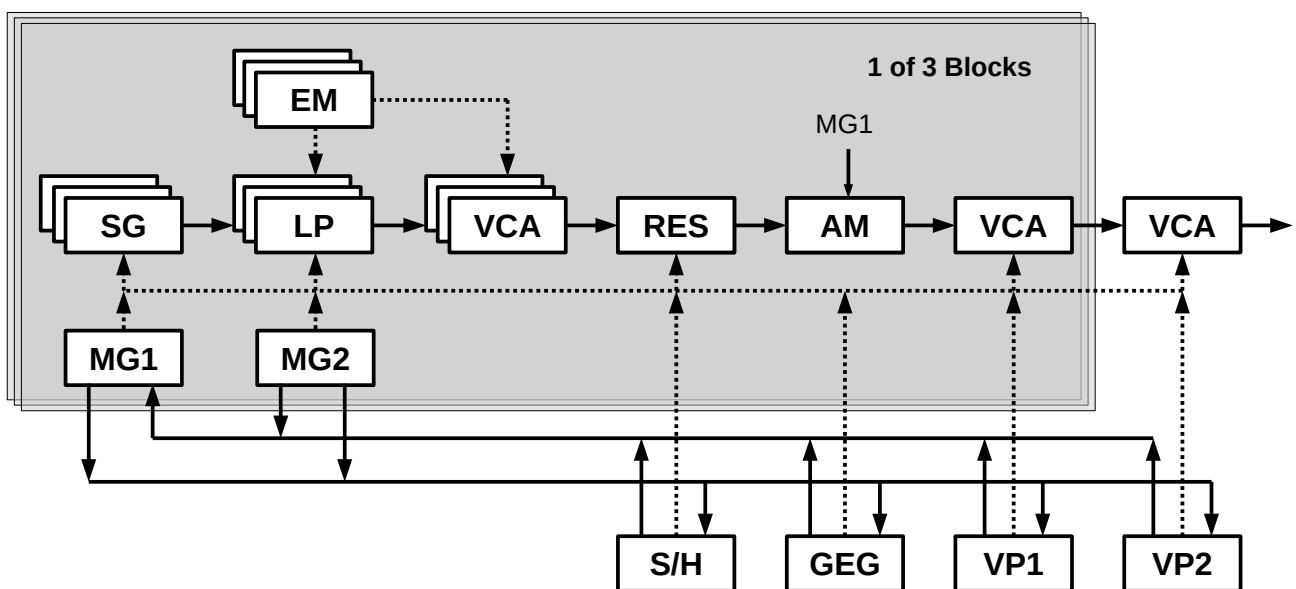 1 of 3 Blocks
EM
MG1
SG
LP
VCA
RES
AM
VCA
VCA
MG1
MG2
S/H
GEG
VP1
VP2